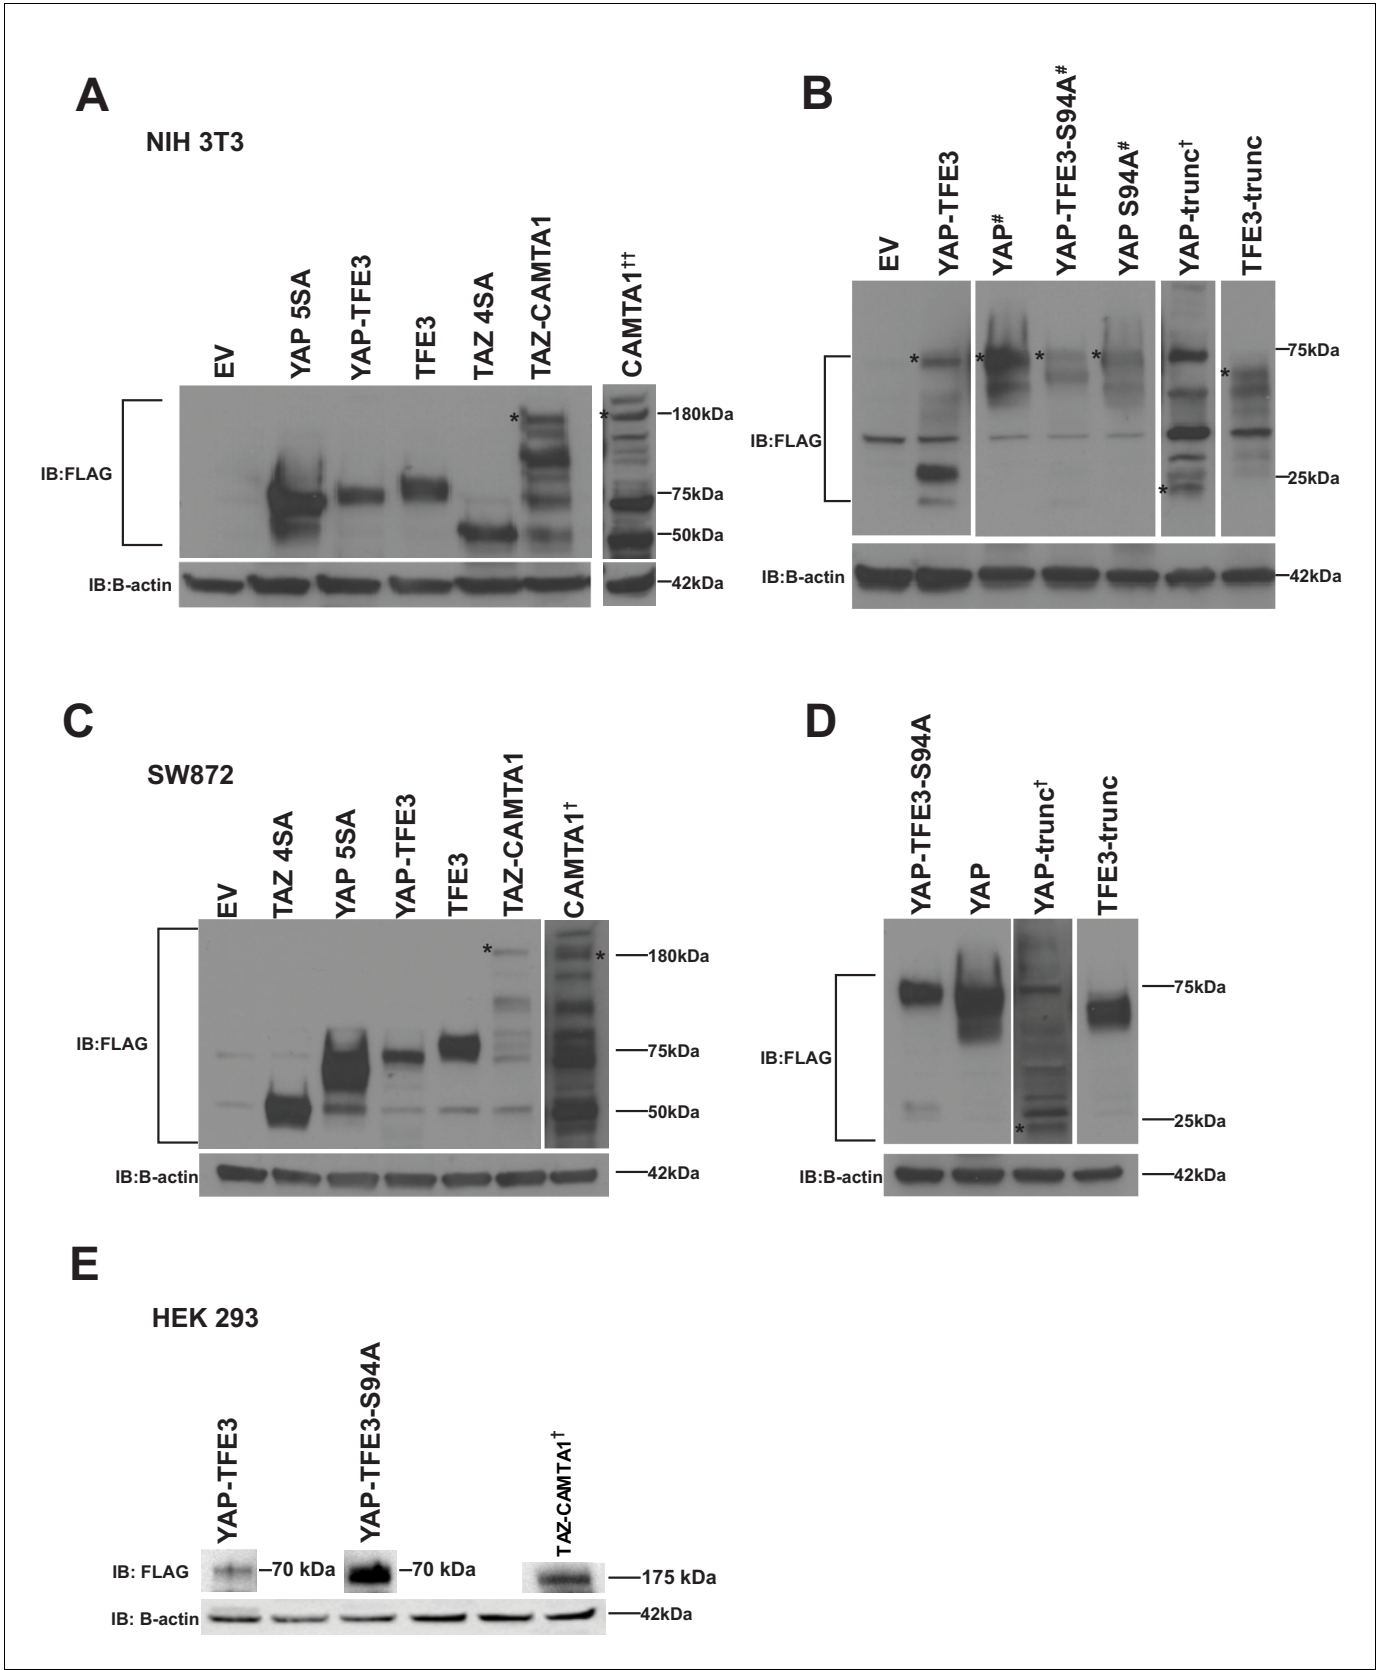 A
NIH 3T3
EV
YAP 5SA
YAP-TFE3
TFE3
TAZ 4SA
TAZ-CAMTA1
CAMTA1††
IB:FLAG
*
*
180kDa
75kDa
50kDa
IB:B-actin
42kDa
B
EV
YAP-TFE3
YAP#
YAP-TFE3-S94A#
YAP S94A#
YAP-trunc†
TFE3-trunc
IB:FLAG
*
*
*
*
*
*
75kDa
25kDa
IB:B-actin
42kDa
C
SW872
EV
TAZ 4SA
YAP 5SA
YAP-TFE3
TFE3
TAZ-CAMTA1
CAMTA1†
IB:FLAG
*
*
180kDa
75kDa
50kDa
IB:B-actin
42kDa
D
YAP-TFE3-S94A
YAP
YAP-trunc†
TFE3-trunc
IB:FLAG
*
75kDa
25kDa
IB:B-actin
42kDa
E
HEK 293
YAP-TFE3
YAP-TFE3-S94A
TAZ-CAMTA1†
IB: FLAG
70 kDa
70 kDa
175 kDa
IB: B-actin
42kDa